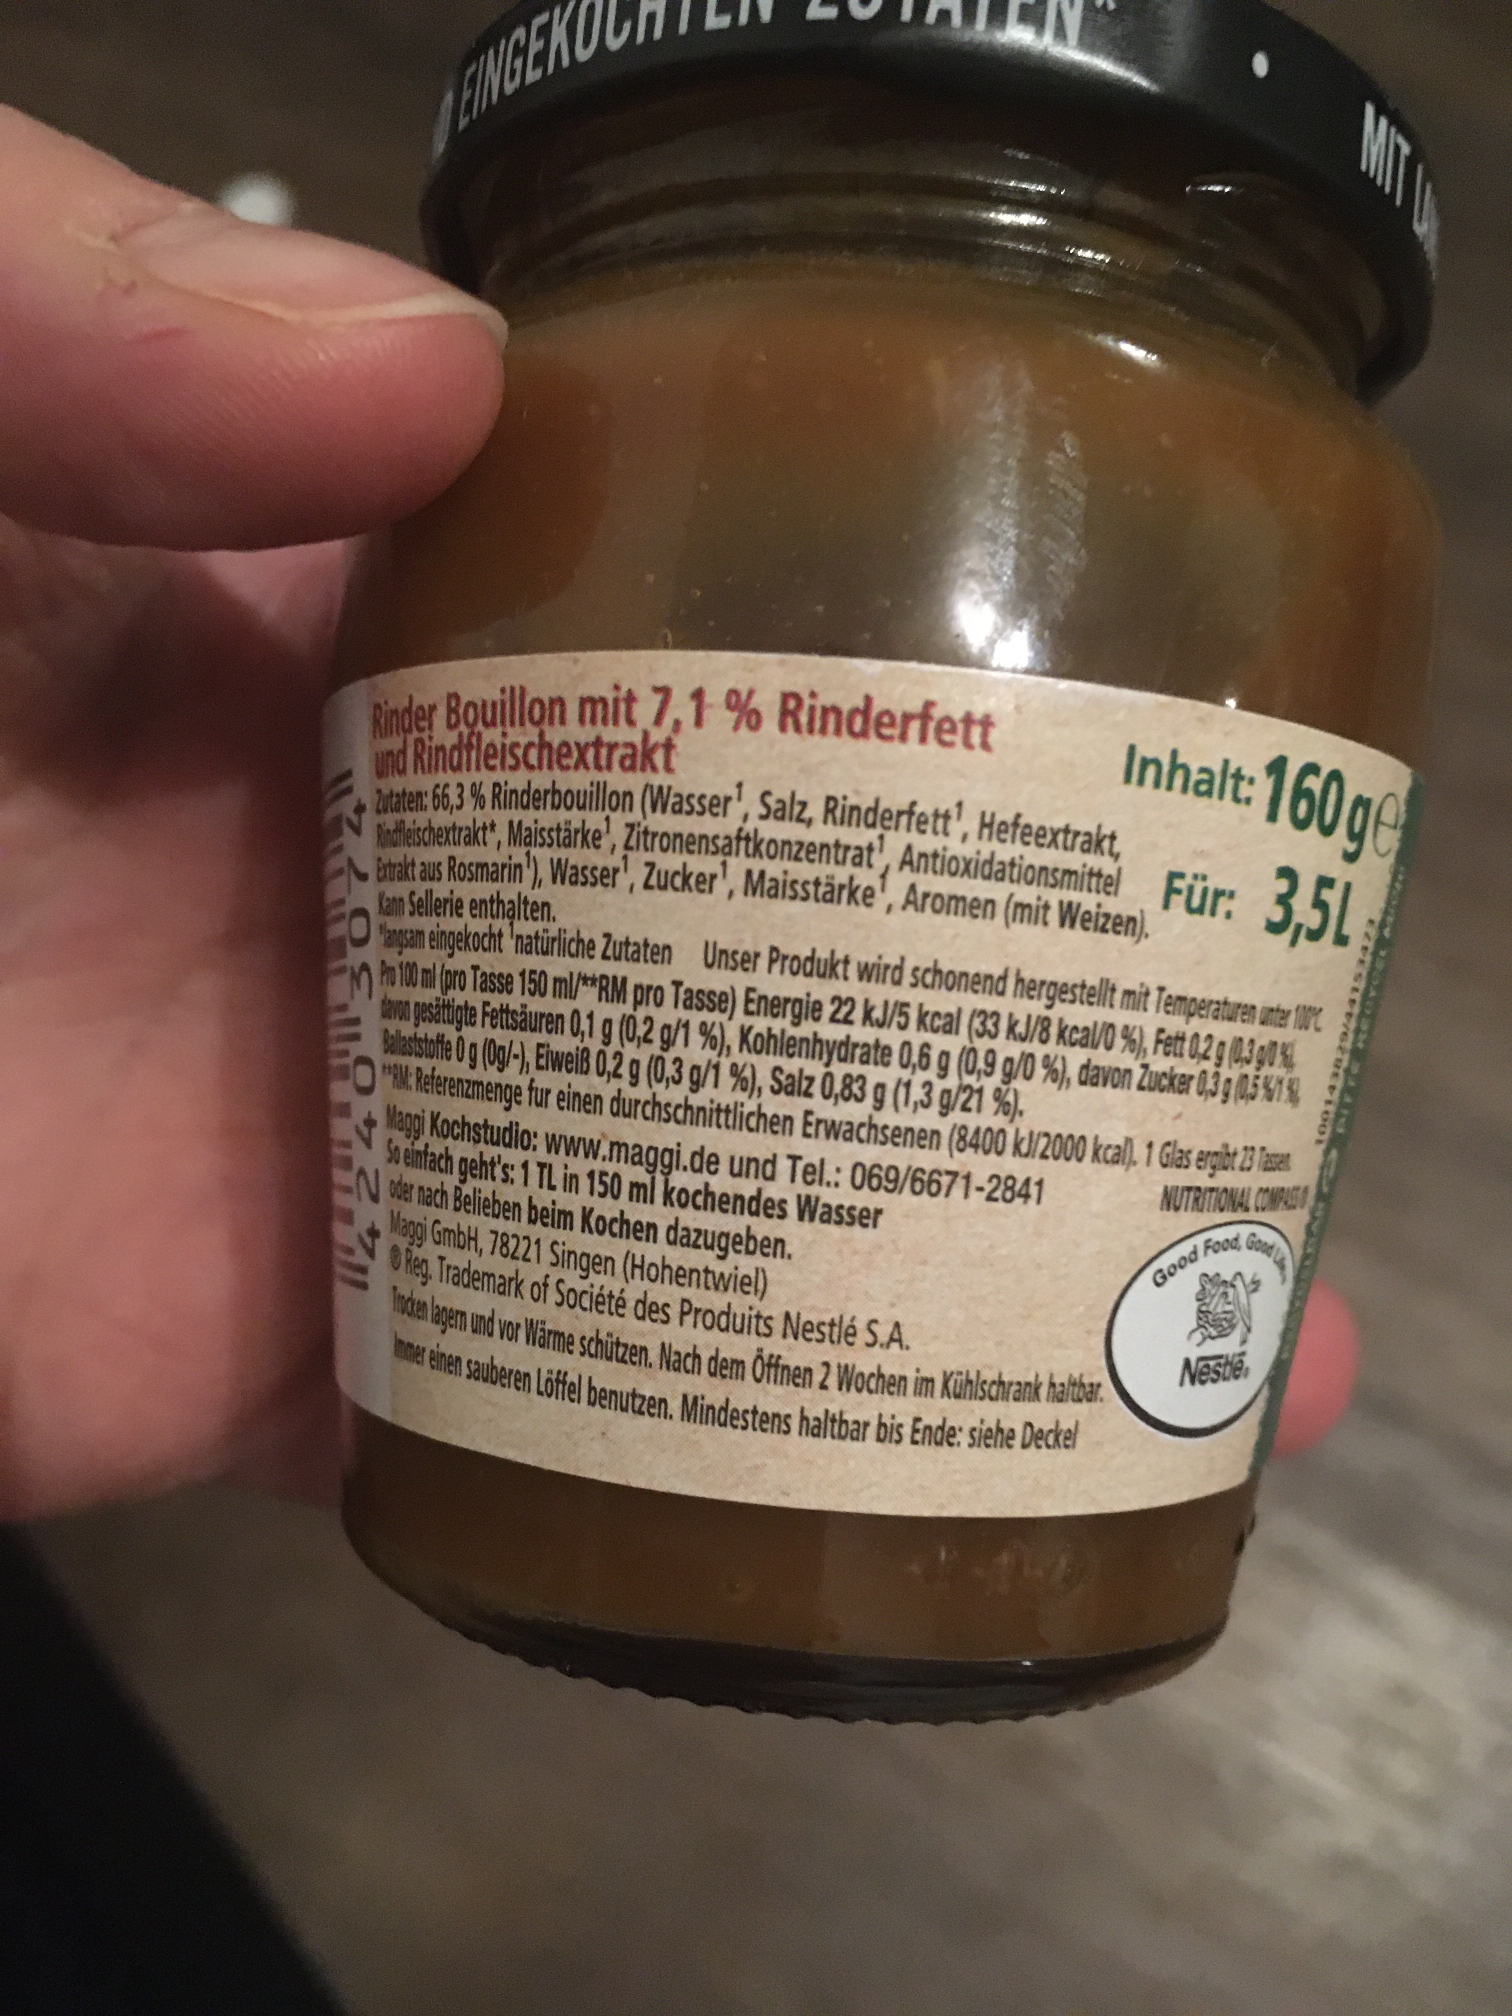 EINGEKOCHTEN ZUTATEN*
• MIT
Rinder Bouillon mit 7,1 % Rinderfett
und Rindfleischextrakt
Zutaten: 66,3 % Rinderbouillon (Wasser¹, Salz, Rinderfett¹, Hefeextrakt,
Rindfleischextrakt*, Maisstärke¹, Zitronensaftkonzentrat¹, Antioxidationsmittel
Extrakt aus Rosmarin¹), Wasser¹, Zucker¹, Maisstärke¹, Aromen (mit Weizen).
Kann Sellerie enthalten.
*langsam eingekocht ¹natürliche Zutaten Unser Produkt wird schonend hergestellt mit Temperaturen unter 100°C
Pro 100 ml (pro Tasse 150 ml/**RM pro Tasse) Energie 22 kJ/5 kcal (33 kJ/8 kcal/0 %), Fett 0,2 g (0,3 g/0 %),
davon gesättigte Fettsäuren 0,1 g (0,2 g/1 %), Kohlenhydrate 0,6 g (0,9 g/0 %), davon Zucker 0,3 g (0,5 %/1 %),
Ballaststoffe 0 g (0g/-), Eiweiß 0,2 g (0,3 g/1 %), Salz 0,83 g (1,3 g/21 %).
**RM: Referenzmenge fur einen durchschnittlichen Erwachsenen (8400 kJ/2000 kcal). 1 Glas ergibt 23 Tassen.
Maggi Kochstudio: www.maggi.de und Tel.: 069/6671-2841
So einfach geht's: 1 TL in 150 ml kochendes Wasser
oder nach Belieben beim Kochen dazugeben.
Maggi GmbH, 78221 Singen (Hohentwiel)
® Reg. Trademark of Société des Produits Nestlé S.A.
Trocken lagern und vor Wärme schützen. Nach dem Öffnen 2 Wochen im Kühlschrank haltbar.
Immer einen sauberen Löffel benutzen. Mindestens haltbar bis Ende: siehe Deckel
Inhalt: 160 g e
Für: 3,5L
NUTRITIONAL COMPASS®
Good Food, Good Life
Nestlé®
42403074